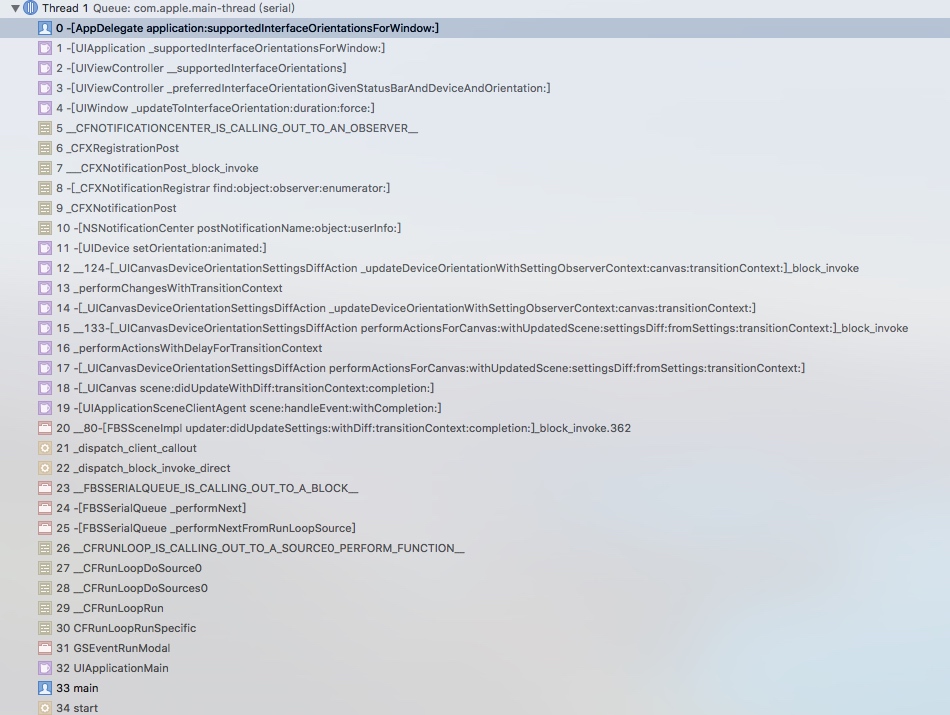 Thread 1 Queue: com.apple.main-thread (serial)
0 -[AppDelegate application:supportedInterfaceOrientationsForWindow:]
1 -[UIApplication _supportedInterfaceOrientationsForWindow:]
2 -[UIViewController __supportedInterfaceOrientations]
3 -[UIViewController _preferredInterfaceOrientationGivenStatusBarAndDeviceAndOrientation:]
4 -[UIWindow _updateToInterfaceOrientation:duration:force:]
5 __CFNOTIFICATIONCENTER_IS_CALLING_OUT_TO_AN_OBSERVER__
6 _CFXRegistrationPost
7 ___CFXNotificationPost_block_invoke
8 -[_CFXNotificationRegistrar find:object:observer:enumerator:]
9 _CFXNotificationPost
10 -[NSNotificationCenter postNotificationName:object:userInfo:]
11 -[UIDevice setOrientation:animated:]
12 __124-[_UICanvasDeviceOrientationSettingsDiffAction _updateDeviceOrientationWithSettingObserverContext:canvas:transitionContext:]_block_invoke
13 _performChangesWithTransitionContext
14 -[_UICanvasDeviceOrientationSettingsDiffAction _updateDeviceOrientationWithSettingObserverContext:canvas:transitionContext:]
15 __133-[_UICanvasDeviceOrientationSettingsDiffAction performActionsForCanvas:withUpdatedScene:settingsDiff:fromSettings:transitionContext:]_block_invoke
16 _performActionsWithDelayForTransitionContext
17 -[_UICanvasDeviceOrientationSettingsDiffAction performActionsForCanvas:withUpdatedScene:settingsDiff:fromSettings:transitionContext:]
18 -[_UICanvas scene:didUpdateWithDiff:transitionContext:completion:]
19 -[UIApplicationSceneClientAgent scene:handleEvent:withCompletion:]
20 __80-[FBSSceneImpl updater:didUpdateSettings:withDiff:transitionContext:completion:]_block_invoke.362
21 _dispatch_client_callout
22 _dispatch_block_invoke_direct
23 __FBSSERIALQUEUE_IS_CALLING_OUT_TO_A_BLOCK__
24 -[FBSSerialQueue _performNext]
25 -[FBSSerialQueue _performNextFromRunLoopSource]
26 __CFRUNLOOP_IS_CALLING_OUT_TO_A_SOURCE0_PERFORM_FUNCTION__
27 __CFRunLoopDoSource0
28 __CFRunLoopDoSources0
29 __CFRunLoopRun
30 CFRunLoopRunSpecific
31 GSEventRunModal
32 UIApplicationMain
33 main
34 start